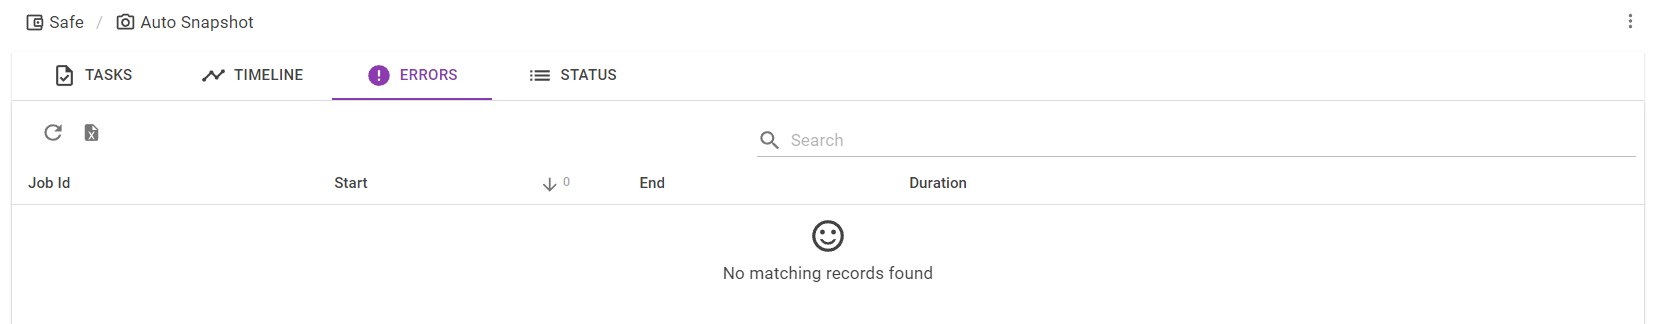 Safe / Auto Snapshot
TASKS TIMELINE ERRORS STATUS
Search
Job Id Start 0 End Duration
No matching records found